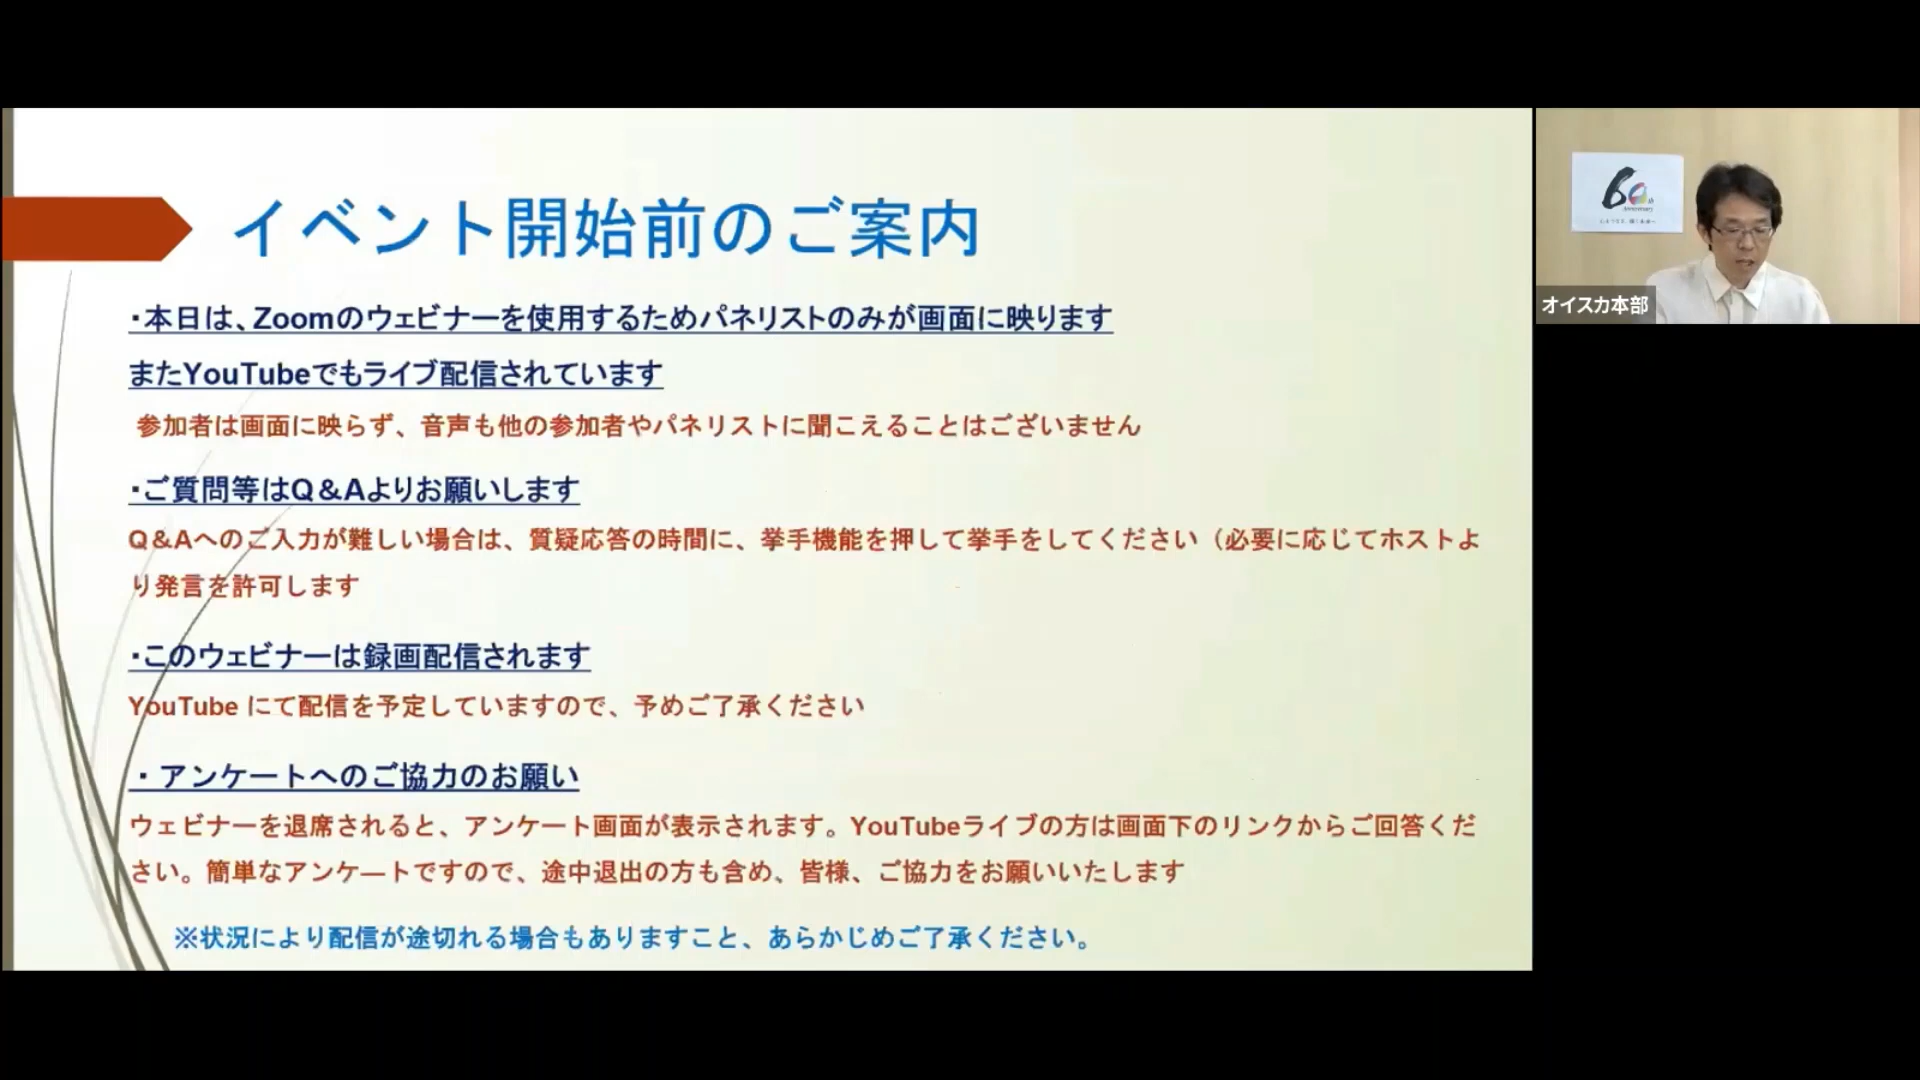 イベント開始前のご案内
・本日は、Zoomのウェビナーを使用するためパネリストのみが画面に映ります
またYouTubeでもライブ配信されています
参加者は画面に映らず、音声も他の参加者やパネリストに聞こえることはございません
・ご質問等はQ&Aよりお願いします
Q&Aへのご入力が難しい場合は、質疑応答の時間に、挙手機能を押して挙手をしてください（必要に応じてホストよ
り発言を許可します
・このウェビナーは録画配信されます
YouTube にて配信を予定していますので、予めご了承ください
・アンケートへのご協力のお願い
ウェビナーを退席されると、アンケート画面が表示されます。YouTubeライブの方は画面下のリンクからご回答くだ
さい。簡単なアンケートですので、途中退出の方も含め、皆様、ご協力をお願いいたします
※状況により配信が途切れる場合もありますこと、あらかじめご了承ください。
60th
Anniversary
オイスカ本部